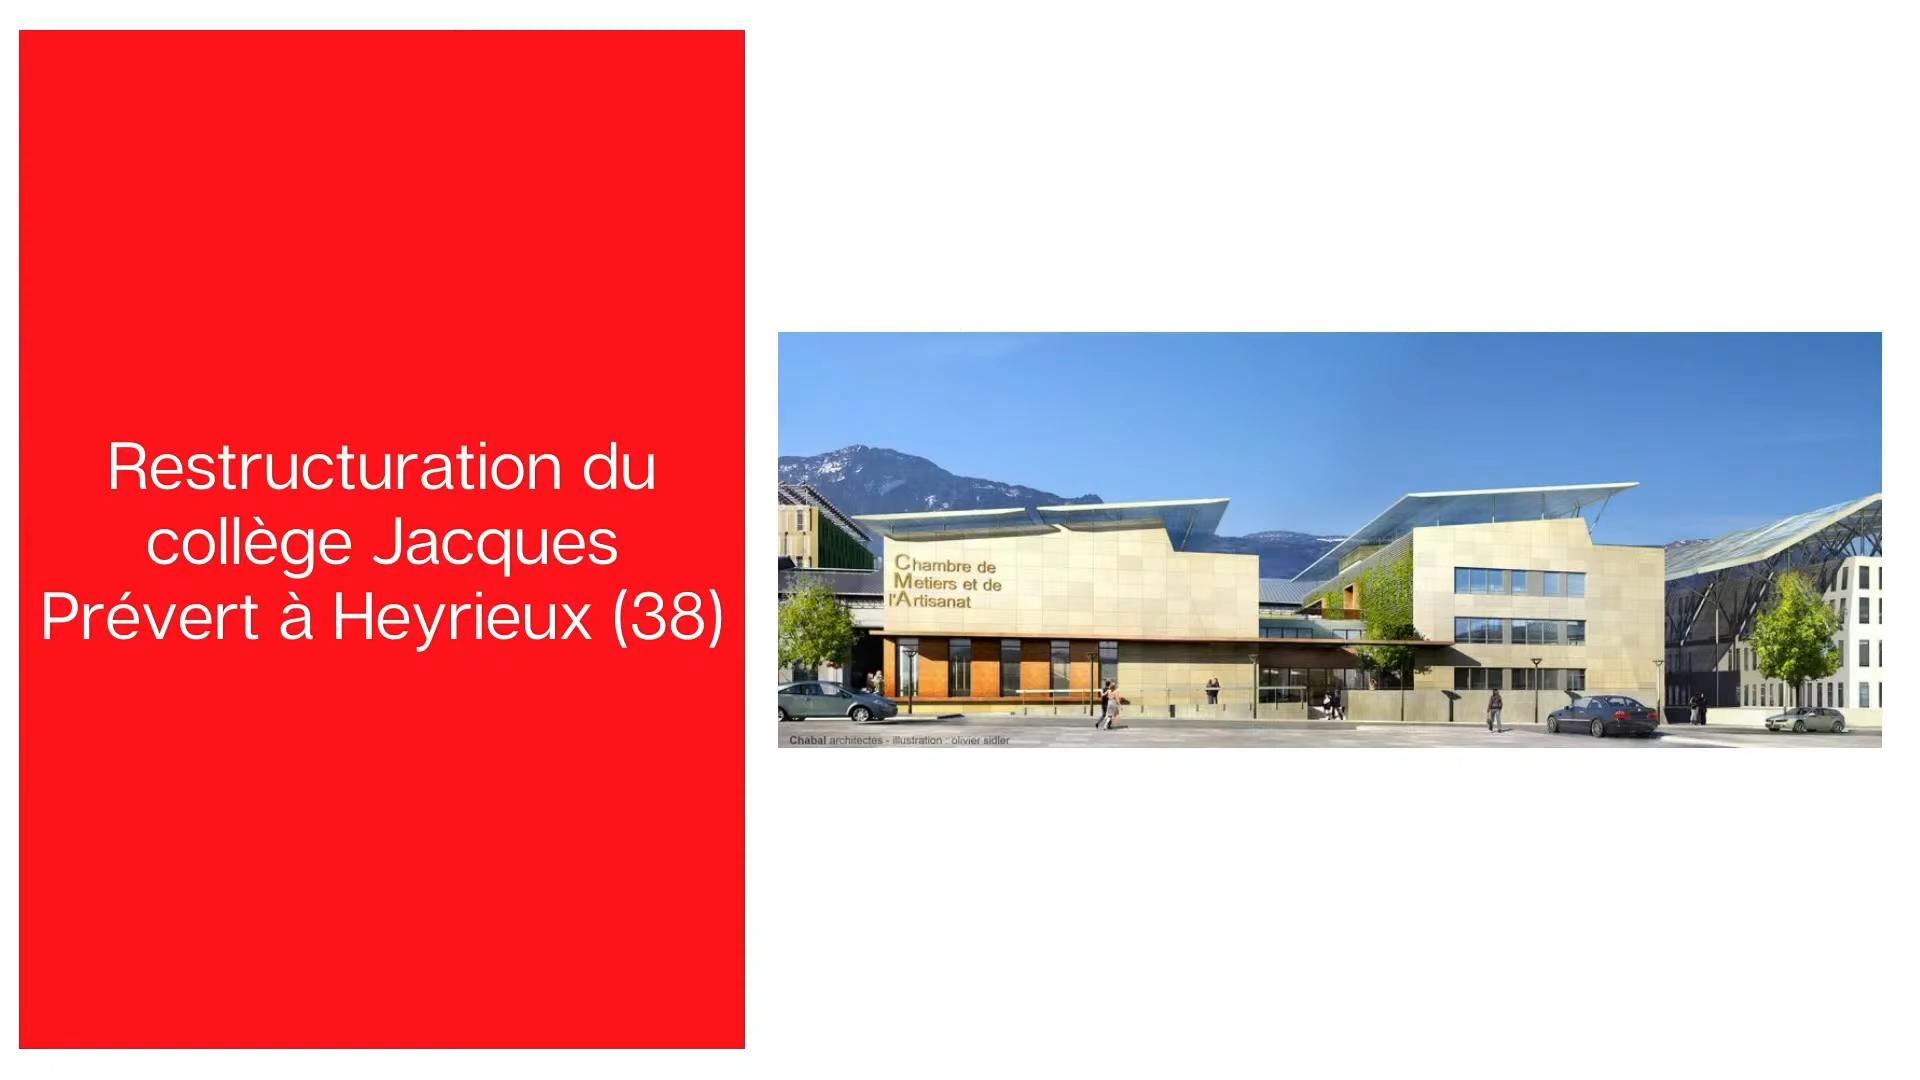 Restructuration du
collège Jacques
Prévert à Heyrieux (38)
Chambre de
Metiers et de
l'Artisanat
Chabal architectes - illustration : olivier sidler